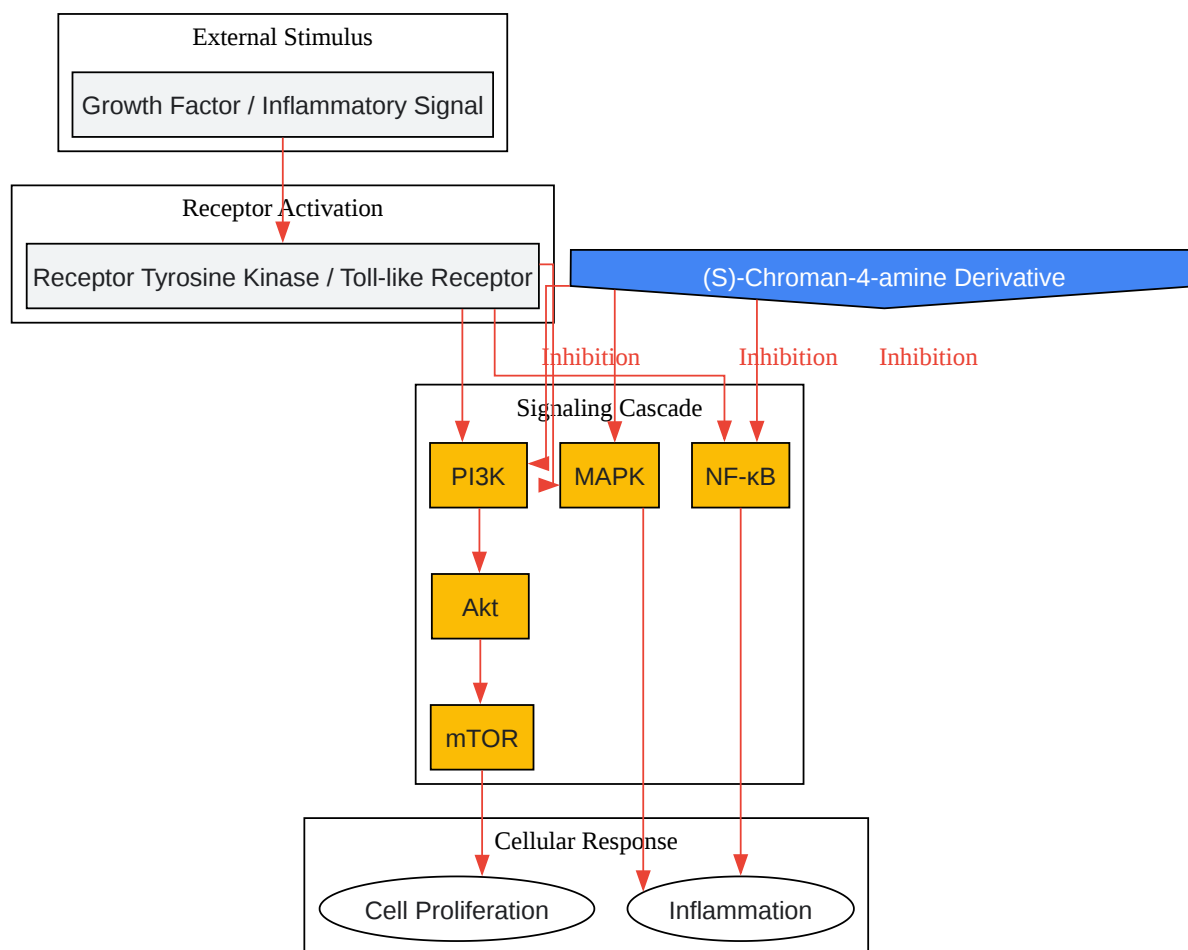 External Stimulus
Growth Factor / Inflammatory Signal
Receptor Activation
Receptor Tyrosine Kinase / Toll-like Receptor
(S)-Chroman-4-amine Derivative
Inhibition
Inhibition
Inhibition
Signaling Cascade
PI3K
MAPK
NF-κB
Akt
mTOR
Cellular Response
Cell Proliferation
Inflammation